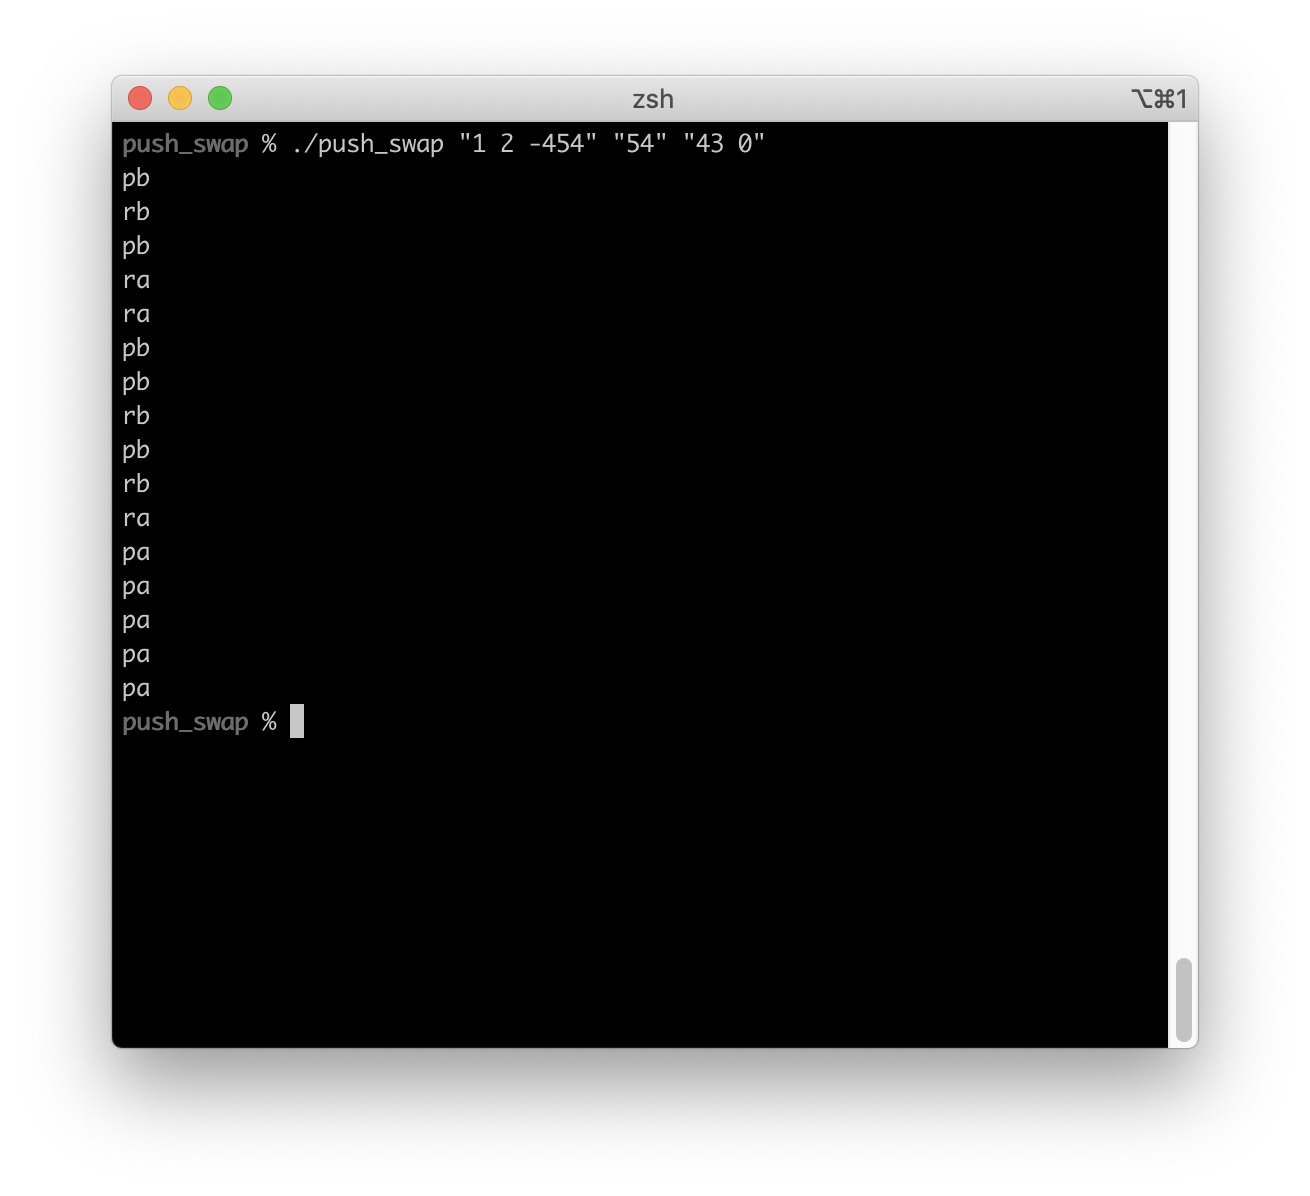 zsh
⌥⌘1
push_swap % ./push_swap "1 2 -454" "54" "43 0"
pb
rb
pb
ra
ra
pb
pb
rb
pb
rb
ra
pa
pa
pa
pa
pa
push_swap %